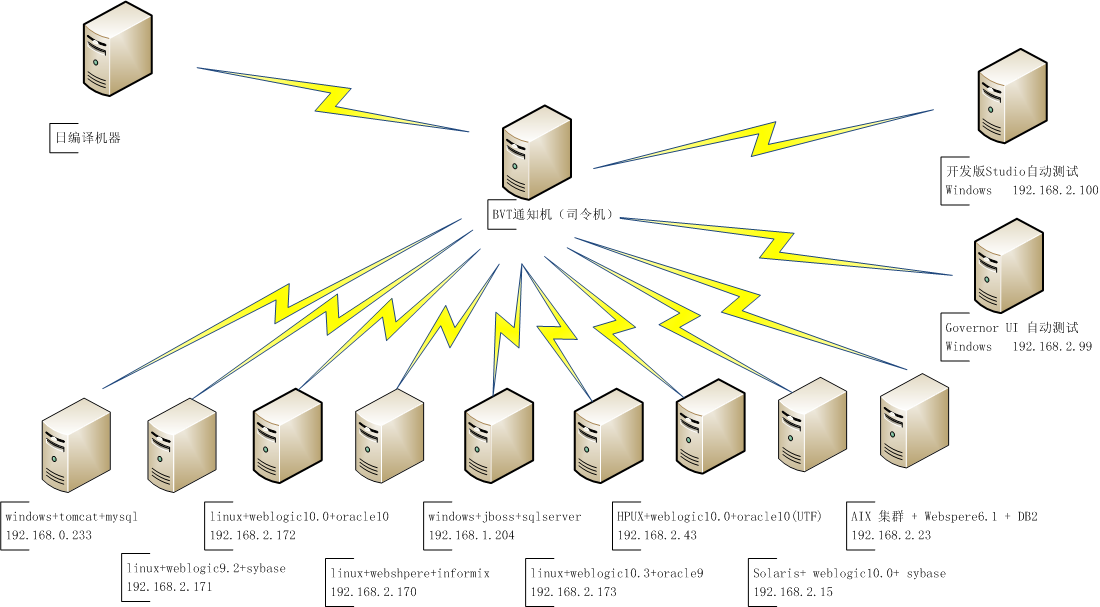 日编译机器
BVT通知机（司令机）
开发版Studio自动测试
Windows 192.168.2.100
Governor UI 自动测试
Windows 192.168.2.99
windows+tomcat+mysql
192.168.0.233
linux+weblogic9.2+sybase
192.168.2.171
linux+weblogic10.0+oracle10
192.168.2.172
linux+webshpere+informix
192.168.2.170
windows+jboss+sqlserver
192.168.1.204
linux+weblogic10.3+oracle9
192.168.2.173
HPUX+weblogic10.0+oracle10(UTF)
192.168.2.43
Solaris+ weblogic10.0+ sybase
192.168.2.15
AIX 集群 + Webspere6.1 + DB2
192.168.2.23